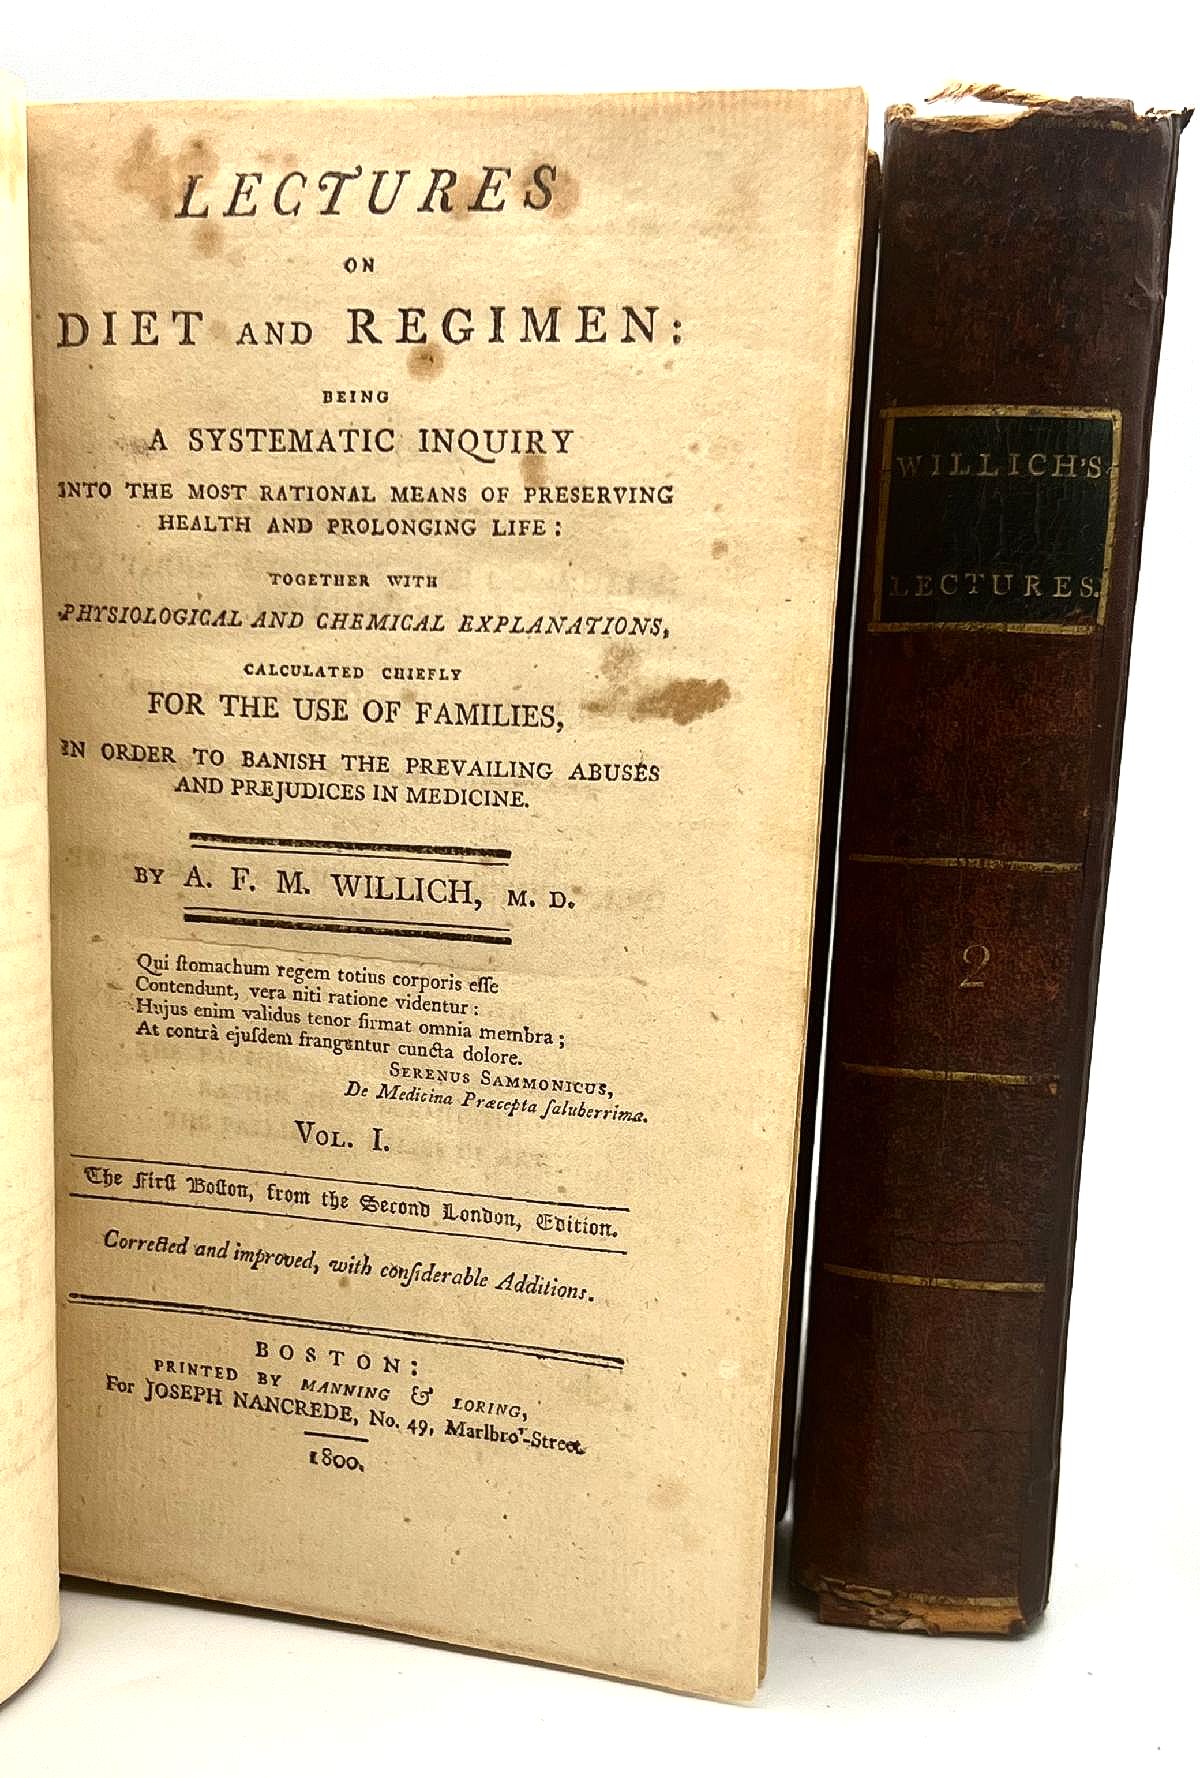 LECTURES
ON
DIET AND REGIMEN:
BEING
A SYSTEMATIC INQUIRY
INTO THE MOST RATIONAL MEANS OF PRESERVING
HEALTH AND PROLONGING LIFE:
TOGETHER WITH
PHYSIOLOGICAL AND CHEMICAL EXPLANATIONS,
CALCULATED CHIEFLY
FOR THE USE OF FAMILIES,
IN ORDER TO BANISH THE PREVAILING ABUSES
AND PREJUDICES IN MEDICINE.
BY A. F. M. WILLICH, M. D.
Qui ſtomachum regem totius corporis eſſe
Contendunt, vera niti ratione videntur:
Hujus enim validus tenor firmat omnia membra;
At contrà ejuſdem franguntur cuncta dolore.
SERENUS SAMMONICUS,
De Medicina Præcepta ſaluberrima.
VOL. I.
The Firſt Boſton, from the Second London, Edition.
Corrected and improved, with conſiderable Additions.
BOSTON:
PRINTED BY MANNING & LORING,
For JOSEPH NANCREDE, No. 49, Marlbro'-Street.
1800.
WILLICH'S
LECTURES.
2